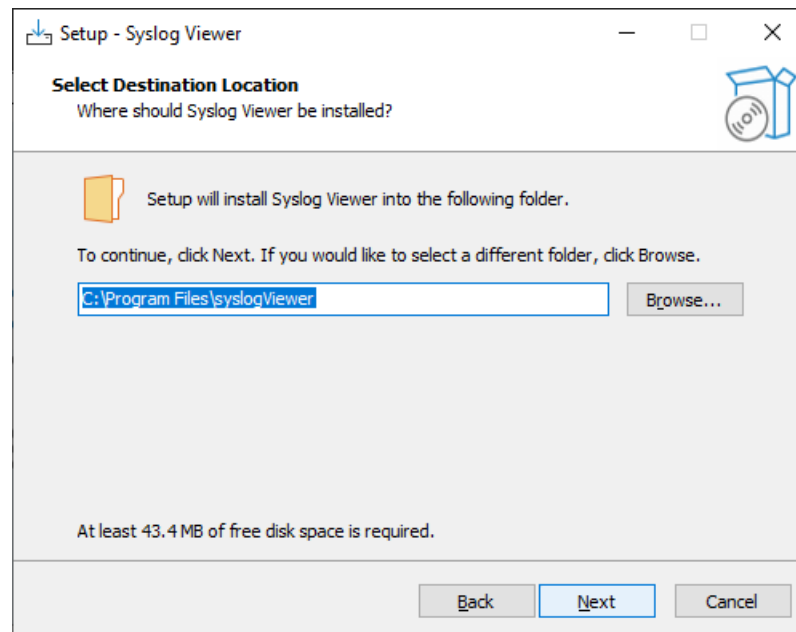 Setup - Syslog Viewer
Select Destination Location
Where should Syslog Viewer be installed?
Setup will install Syslog Viewer into the following folder.
To continue, click Next. If you would like to select a different folder, click Browse.
C:\Program Files\syslogViewer
Browse...
At least 43.4 MB of free disk space is required.
Back
Next
Cancel